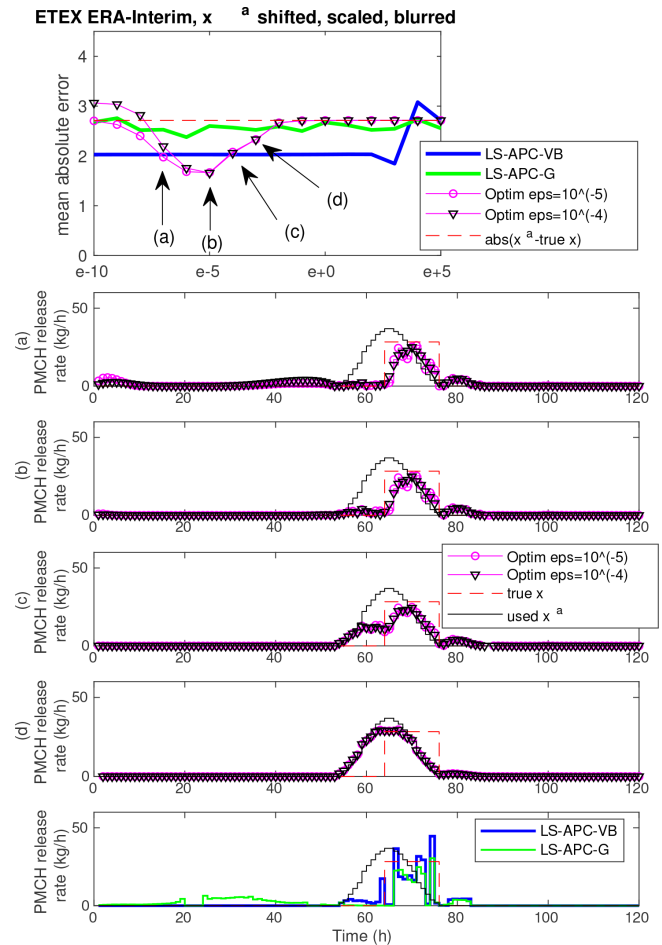 ETEX ERA-Interim, x a shifted, scaled, blurred
mean absolute error
4
3
2
1
0
e-10
e-5
e+0
e+5
(a)
(b)
(c)
(d)
LS-APC-VB
LS-APC-G
Optim eps=10^(-5)
Optim eps=10^(-4)
abs(x a-true x)
(a)
PMCH release
rate (kg/h)
50
0
0 20 40 60 80 100 120
(b)
PMCH release
rate (kg/h)
50
0
0 20 40 60 80 100 120
(c)
PMCH release
rate (kg/h)
50
0
0 20 40 60 80 100 120
Optim eps=10^(-5)
Optim eps=10^(-4)
true x
used x a
(d)
PMCH release
rate (kg/h)
50
0
0 20 40 60 80 100 120
PMCH release
rate (kg/h)
50
0
0 20 40 60 80 100 120
LS-APC-VB
LS-APC-G
Time (h)